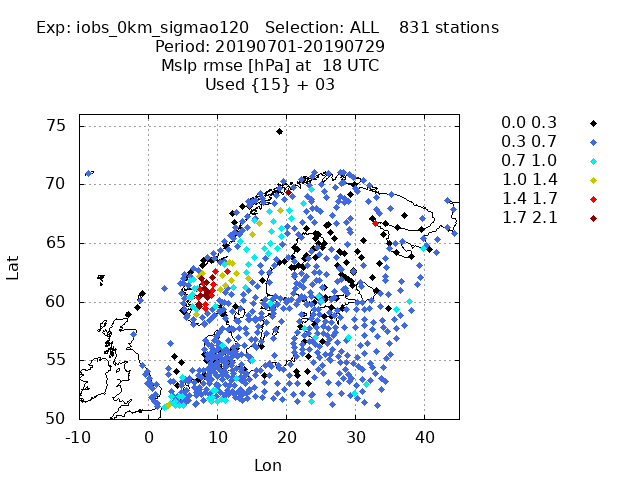 Exp: iobs_0km_sigmao120   Selection: ALL    831 stations
Period: 20190701-20190729
Mslp rmse [hPa] at  18 UTC
Used {15} + 03
0.0 0.3
0.3 0.7
0.7 1.0
1.0 1.4
1.4 1.7
1.7 2.1
75
70
65
60
55
50
Lat
-10 0 10 20 30 40
Lon